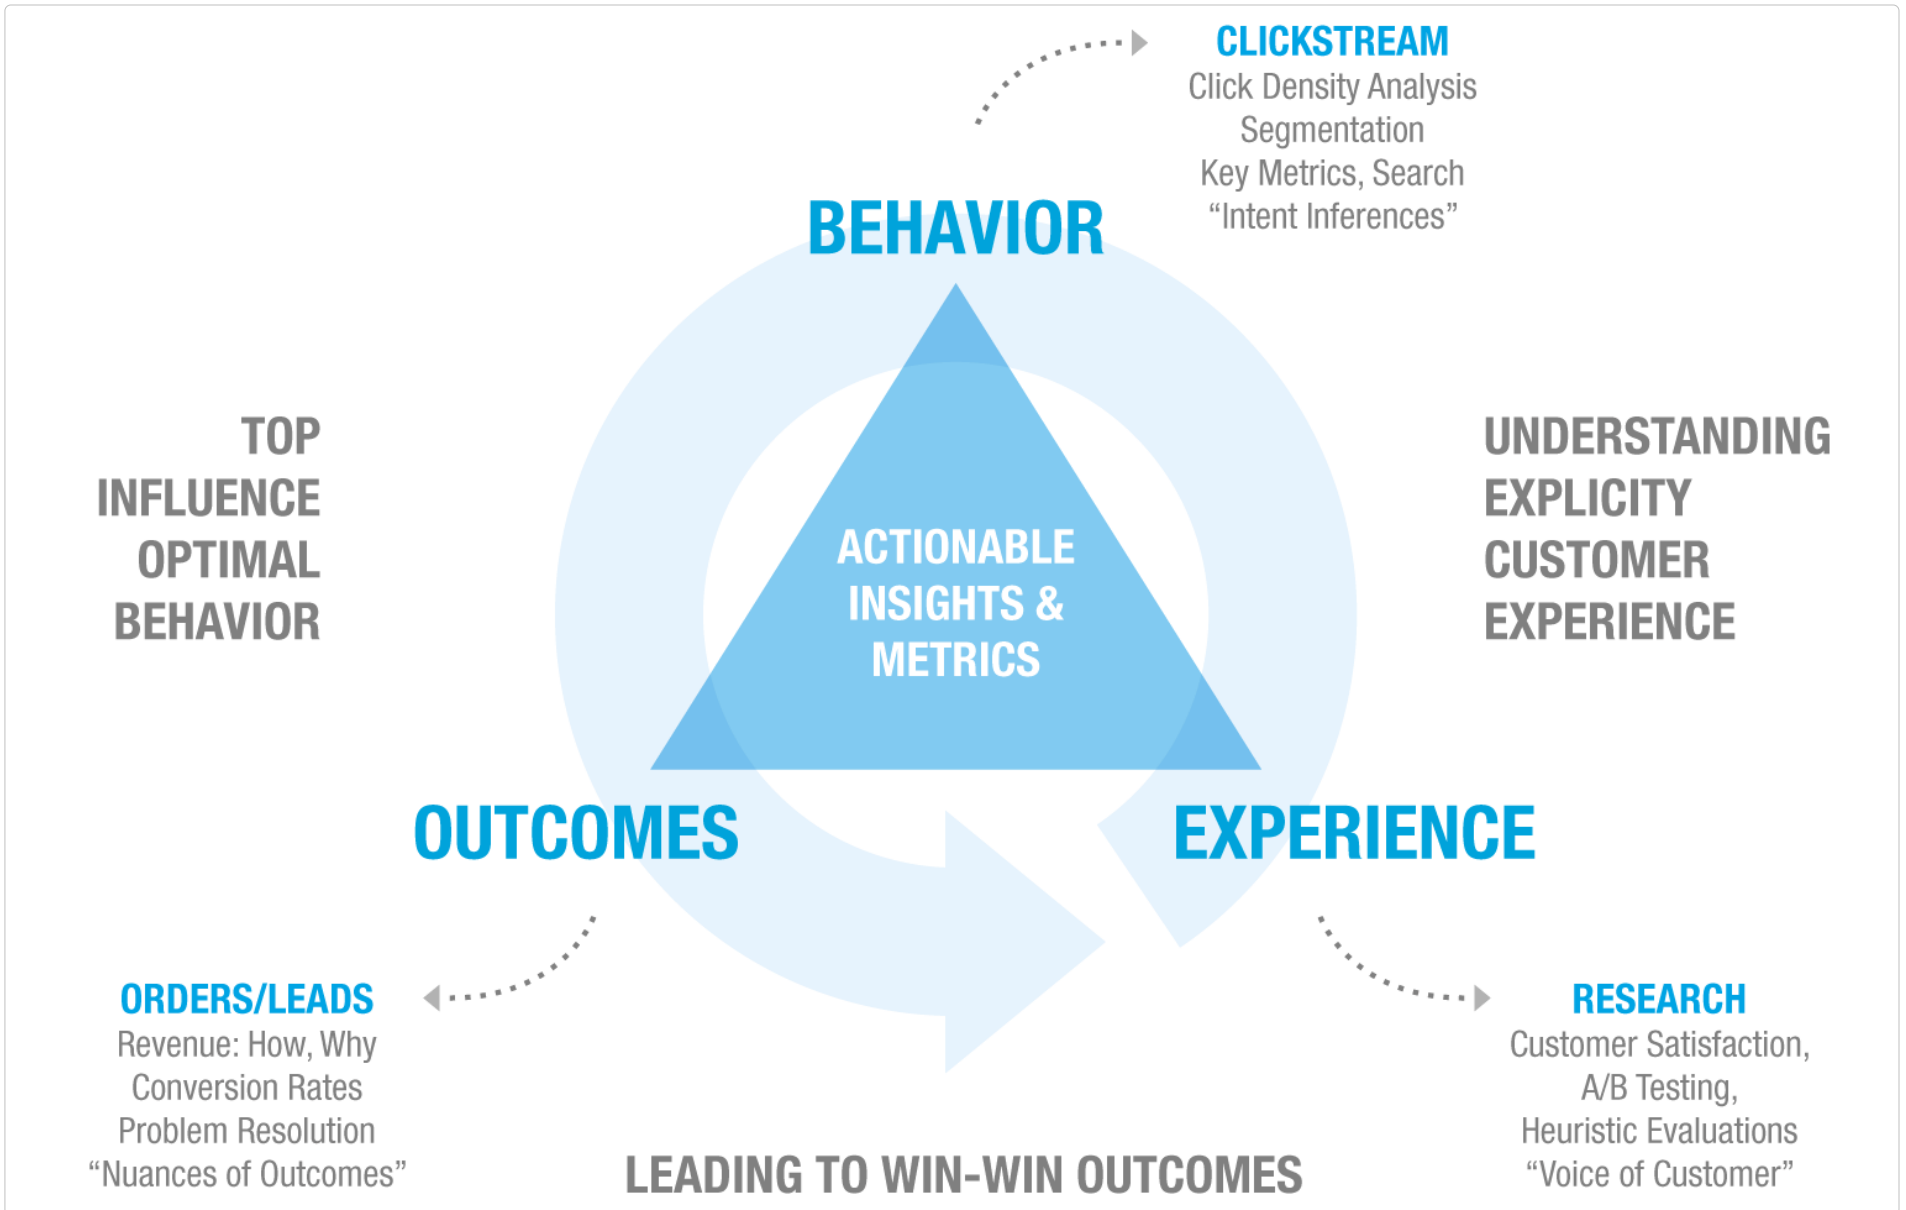 CLICKSTREAM
Click Density Analysis
Segmentation
Key Metrics, Search
“Intent Inferences”
BEHAVIOR
TOP
INFLUENCE
OPTIMAL
BEHAVIOR
ACTIONABLE
INSIGHTS &
METRICS
UNDERSTANDING
EXPLICITY
CUSTOMER
EXPERIENCE
OUTCOMES
EXPERIENCE
ORDERS/LEADS
Revenue: How, Why
Conversion Rates
Problem Resolution
“Nuances of Outcomes”
LEADING TO WIN-WIN OUTCOMES
RESEARCH
Customer Satisfaction,
A/B Testing,
Heuristic Evaluations
“Voice of Customer”